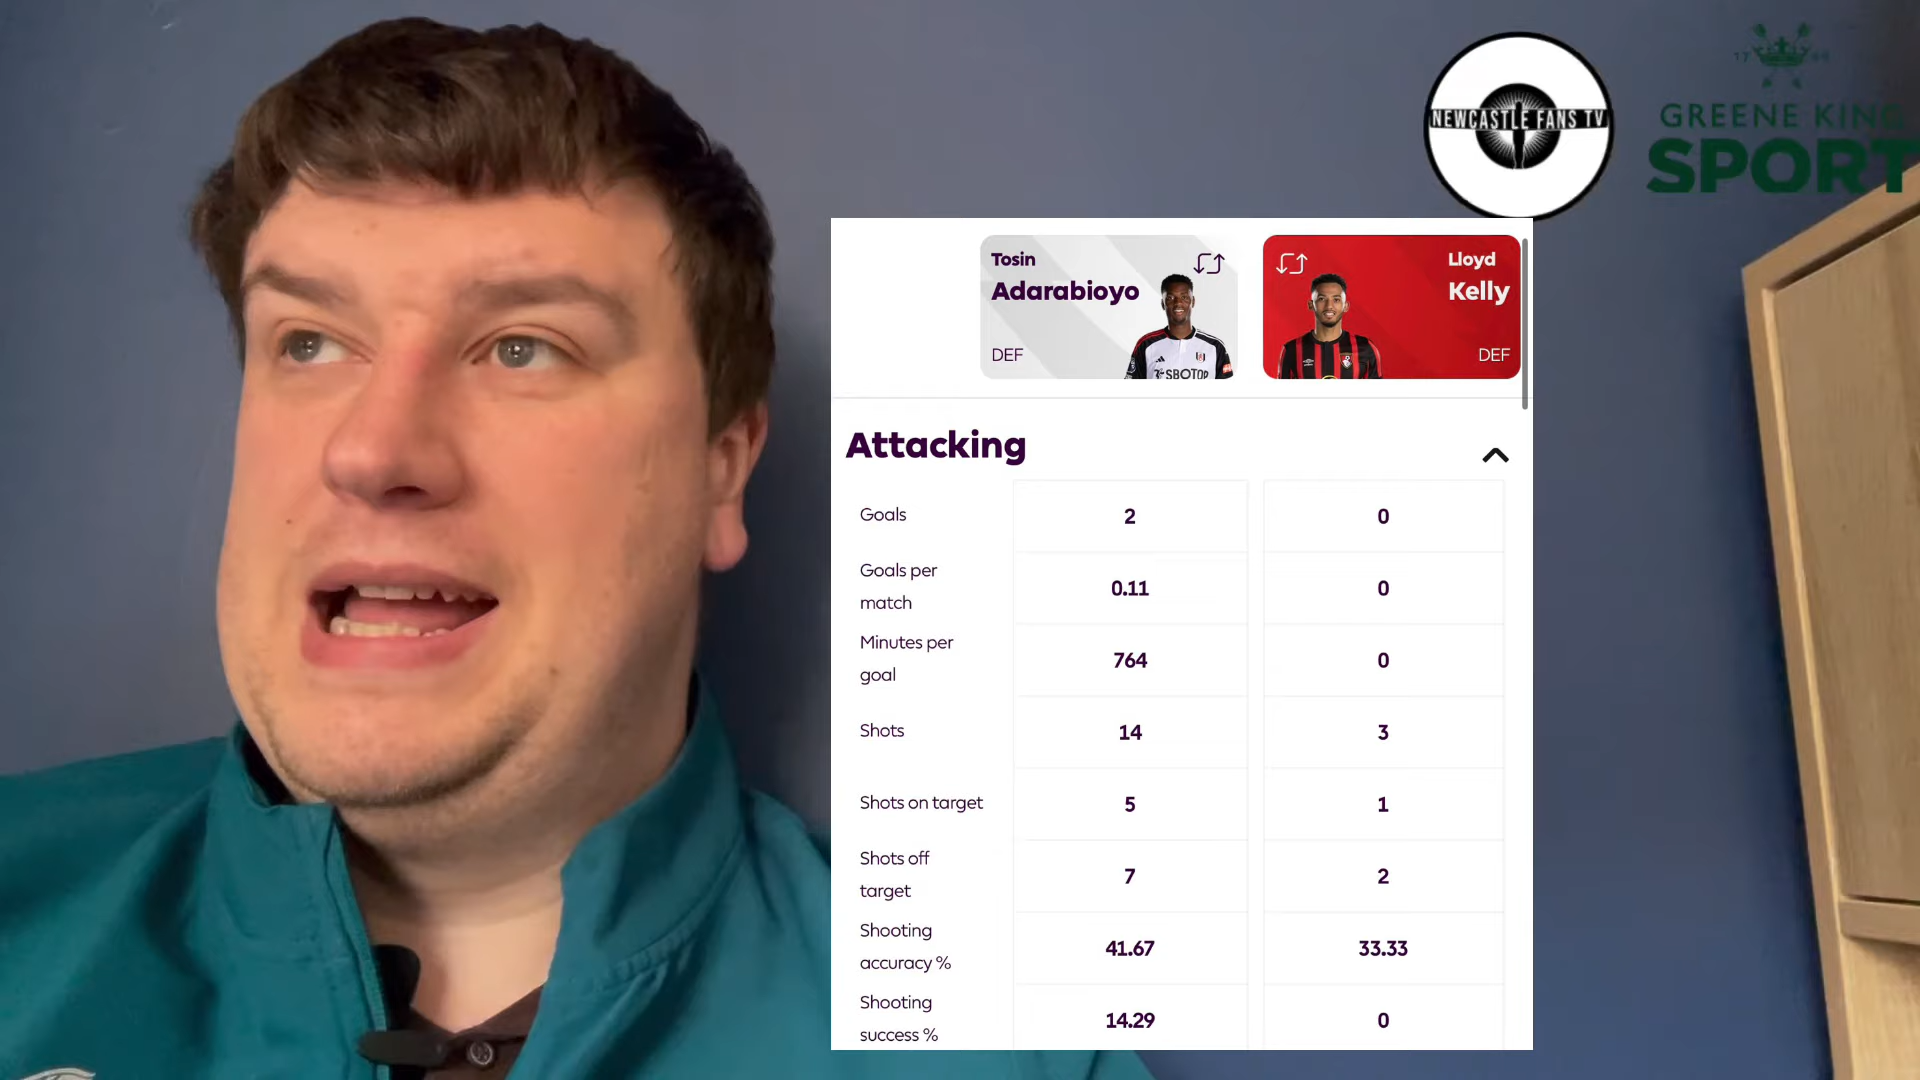 NEWCASTLE FANS TV
17 99
GREENE KING
SPORT
Tosin
Adarabioyo
DEF
SBOTOP
Lloyd
Kelly
DEF
Attacking
Goals 2 0
Goals per
match 0.11 0
Minutes per
goal 764 0
Shots 14 3
Shots on target 5 1
Shots off
target 7 2
Shooting
accuracy % 41.67 33.33
Shooting
success % 14.29 0